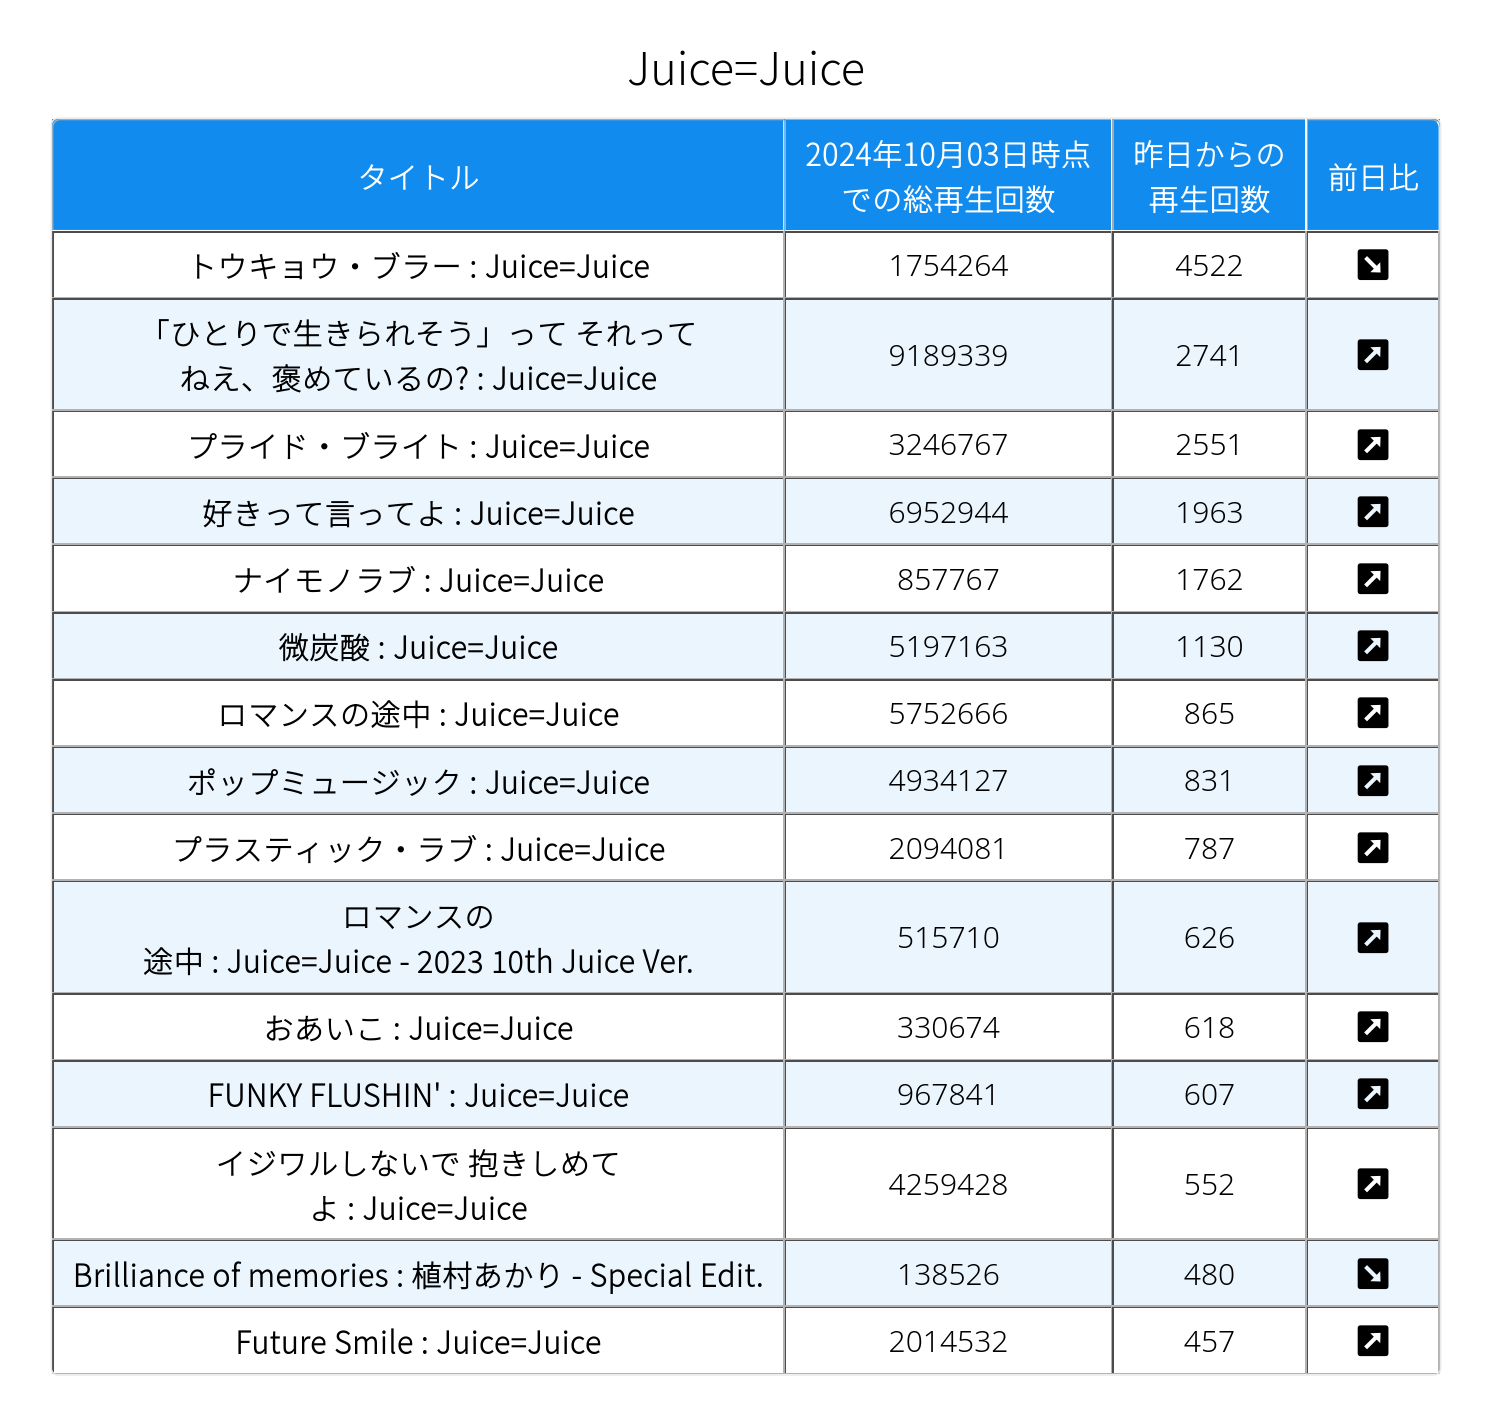 Juice=Juice
タイトル
2024年10月03日時点
での総再生回数
昨日からの
再生回数
前日比
トウキョウ・ブラー : Juice=Juice
1754264
4522
「ひとりで生きられそう」って それって
ねえ、褒めているの? : Juice=Juice
9189339
2741
プライド・ブライト : Juice=Juice
3246767
2551
好きって言ってよ : Juice=Juice
6952944
1963
ナイモノラブ : Juice=Juice
857767
1762
微炭酸 : Juice=Juice
5197163
1130
ロマンスの途中 : Juice=Juice
5752666
865
ポップミュージック : Juice=Juice
4934127
831
プラスティック・ラブ : Juice=Juice
2094081
787
ロマンスの
途中 : Juice=Juice - 2023 10th Juice Ver.
515710
626
おあいこ : Juice=Juice
330674
618
FUNKY FLUSHIN' : Juice=Juice
967841
607
イジワルしないで 抱きしめて
よ : Juice=Juice
4259428
552
Brilliance of memories : 植村あかり - Special Edit.
138526
480
Future Smile : Juice=Juice
2014532
457